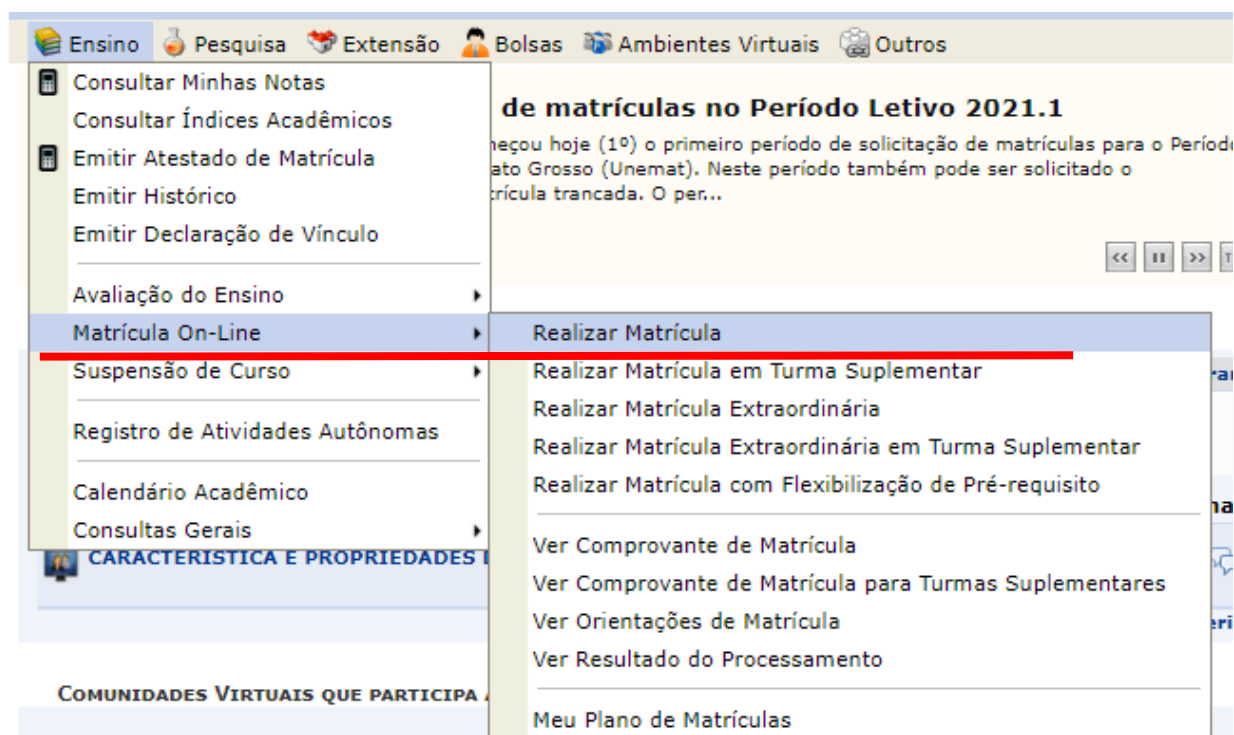 Ensino Pesquisa Extensão Bolsas Ambientes Virtuais Outros
Consultar Minhas Notas
Consultar Índices Acadêmicos
Emitir Atestado de Matrícula
Emitir Histórico
Emitir Declaração de Vínculo
Avaliação do Ensino
Matrícula On-Line
Suspensão de Curso
Registro de Atividades Autônomas
Calendário Acadêmico
Consultas Gerais
de matrículas no Período Letivo 2021.1
hoje (1º) o primeiro período de solicitação de matrículas para o Período
Grosso (Unemat). Neste período também pode ser solicitado o
trancada. O per...
Realizar Matrícula
Realizar Matrícula em Turma Suplementar
Realizar Matrícula Extraordinária
Realizar Matrícula Extraordinária em Turma Suplementar
Realizar Matrícula com Flexibilização de Pré-requisito
Ver Comprovante de Matrícula
Ver Comprovante de Matrícula para Turmas Suplementares
Ver Orientações de Matrícula
Ver Resultado do Processamento
Meu Plano de Matrículas
CARACTERÍSTICA E PROPRIEDADES
COMUNIDADES VIRTUAIS QUE PARTICIPA